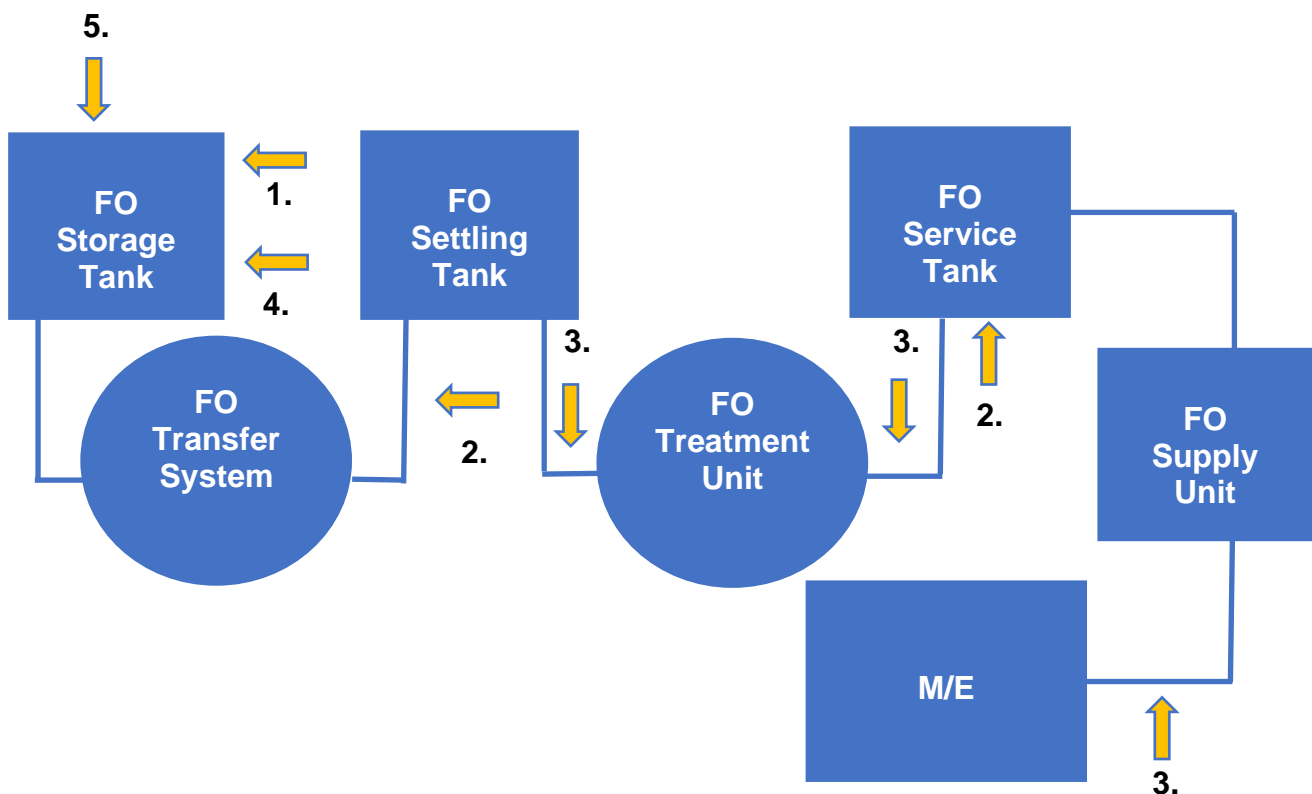 5.
FO
Storage
Tank
1.
4.
FO
Settling
Tank
FO
Service
Tank
FO
Transfer
System
2.
3.
FO
Treatment
Unit
3.
2.
FO
Supply
Unit
M/E
3.